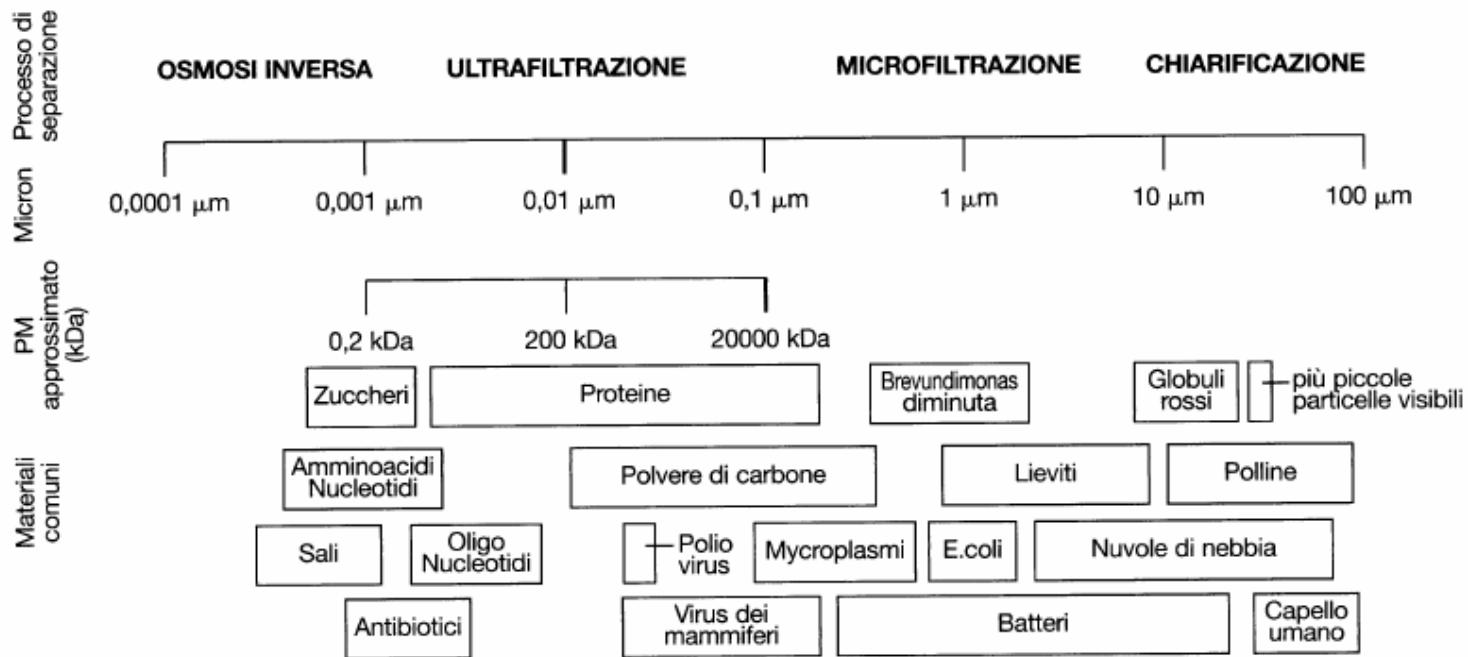 Processo di
separazione
OSMOSI INVERSA
ULTRAFILTRAZIONE
MICROFILTRAZIONE
CHIARIFICAZIONE
Micron
0,0001 μm
0,001 μm
0,01 μm
0,1 μm
1 μm
10 μm
100 μm
PM
approssimato
(kDa)
0,2 kDa
200 kDa
20000 kDa
Materiali
comuni
Zuccheri
Proteine
Brevundimonas
diminuta
Globuli
rossi
più piccole
particelle visibili
Amminoacidi
Nucleotidi
Polvere di carbone
Lieviti
Polline
Sali
Oligo
Nucleotidi
Polio
virus
Mycroplasmi
E.coli
Nuvole di nebbia
Antibiotici
Virus dei
mammiferi
Batteri
Capello
umano